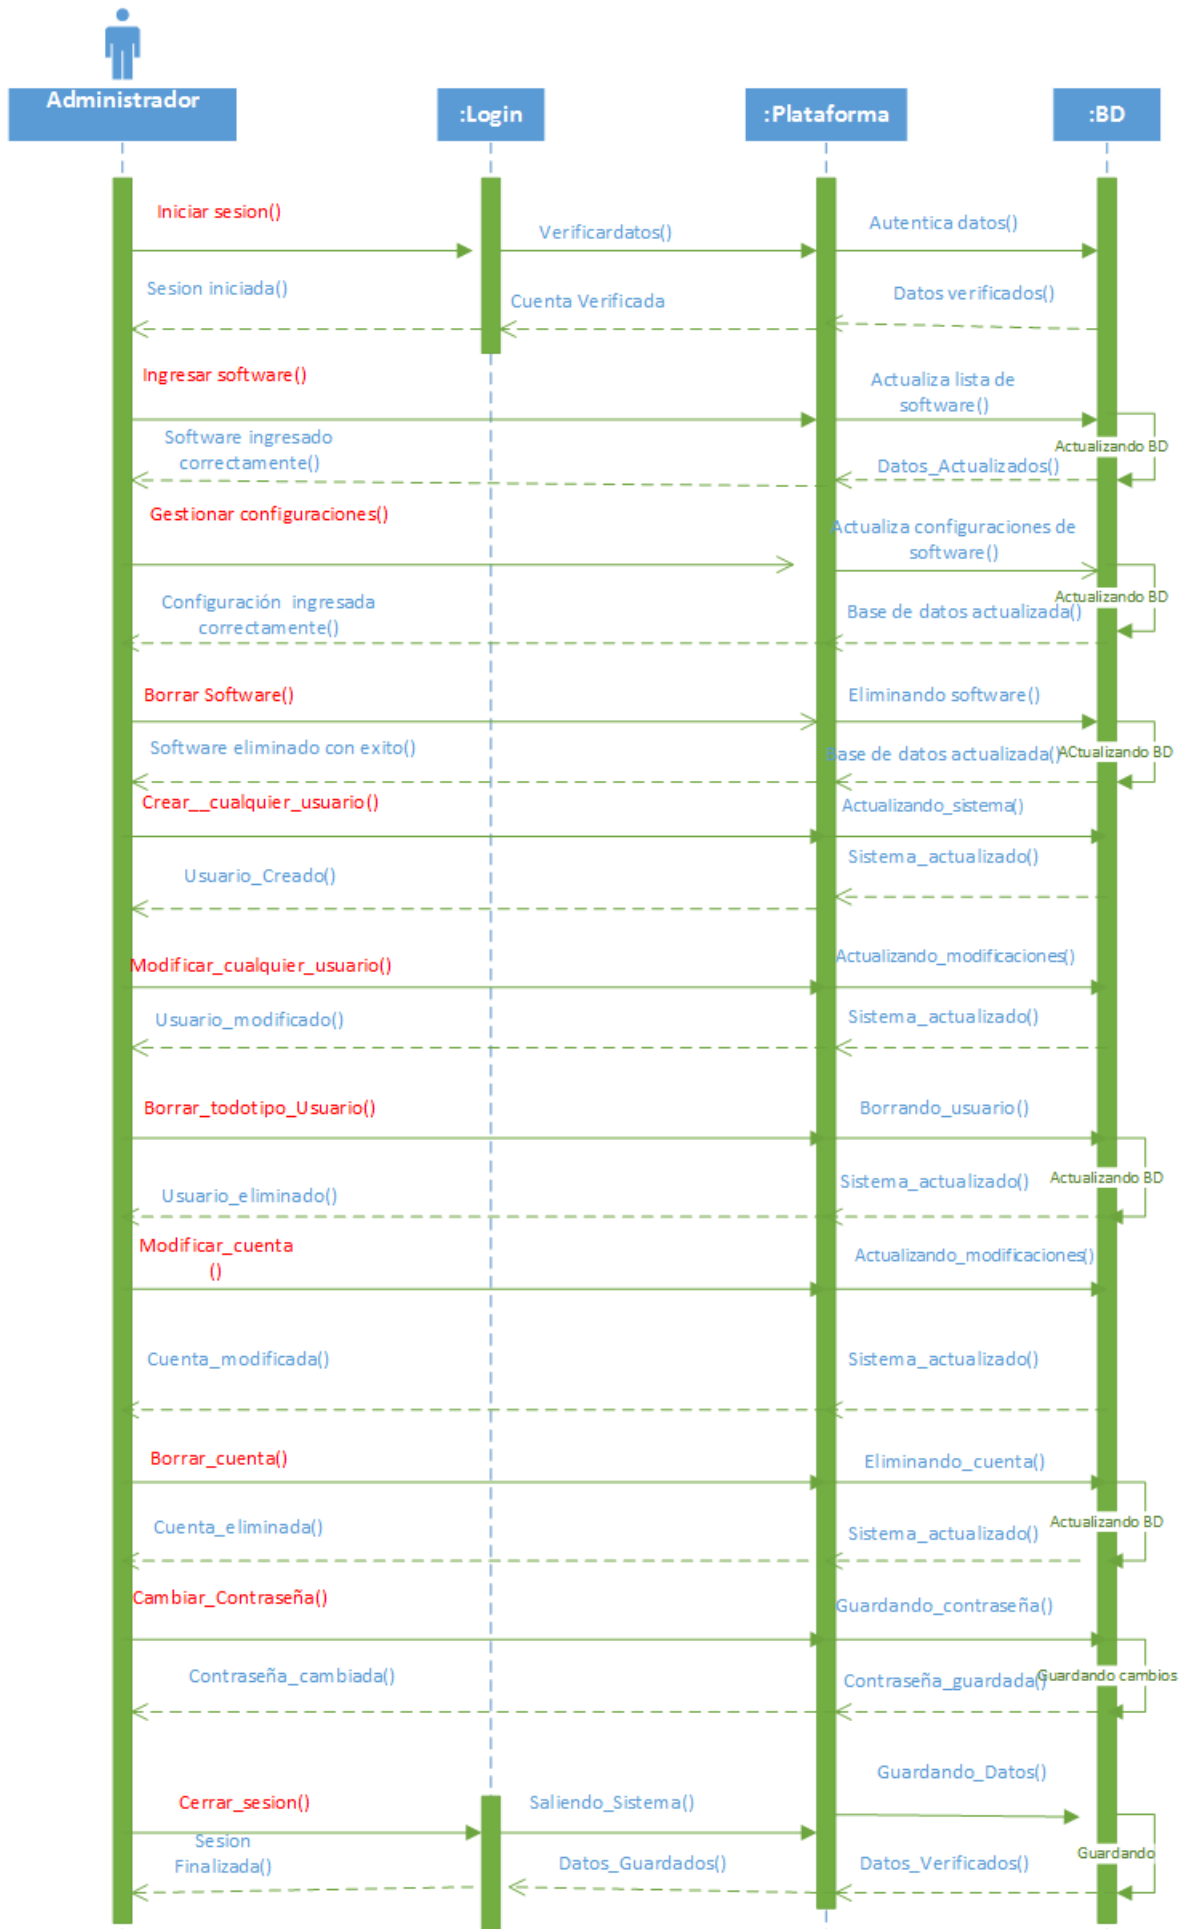 Administrador
:Login
:Plataforma
:BD
Iniciar sesion()
Verificardatos()
Autentica datos()
Sesion iniciada()
Cuenta Verificada
Datos verificados()
Ingresar software()
Actualiza lista de
software()
Actualizando BD
Software ingresado
correctamente()
Datos_Actualizados()
Gestionar configuraciones()
Actualiza configuraciones de
software()
Actualizando BD
Configuración ingresada
correctamente()
Base de datos actualizada()
Borrar Software()
Eliminando software()
Software eliminado con exito()
Base de datos actualizada()
ACtualizando BD
Crear__cualquier_usuario()
Actualizando_sistema()
Sistema_actualizado()
Usuario_Creado()
Modificar_cualquier_usuario()
Actualizando_modificaciones()
Usuario_modificado()
Sistema_actualizado()
Borrar_todotipo_Usuario()
Borrando_usuario()
Actualizando BD
Usuario_eliminado()
Sistema_actualizado()
Modificar_cuenta
()
Actualizando_modificaciones()
Cuenta_modificada()
Sistema_actualizado()
Borrar_cuenta()
Eliminando_cuenta()
Actualizando BD
Cuenta_eliminada()
Sistema_actualizado()
Cambiar_Contraseña()
Guardando_contraseña()
Contraseña_cambiada()
Contraseña_guardada()
Guardando cambios
Guardando_Datos()
Cerrar_sesion()
Saliendo_Sistema()
Guardando
Sesion
Finalizada()
Datos_Guardados()
Datos_Verificados()